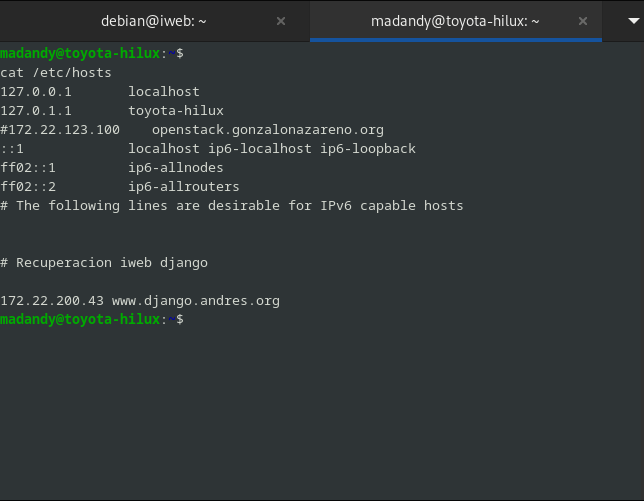 debian@iweb: ~ × madandy@toyota-hilux: ~ ×
madandy@toyota-hilux:~$
cat /etc/hosts
127.0.0.1       localhost
127.0.1.1       toyota-hilux
#172.22.123.100    openstack.gonzalonazareno.org
::1             localhost ip6-localhost ip6-loopback
ff02::1         ip6-allnodes
ff02::2         ip6-allrouters
# The following lines are desirable for IPv6 capable hosts
# Recuperacion iweb django
172.22.200.43 www.django.andres.org
madandy@toyota-hilux:~$